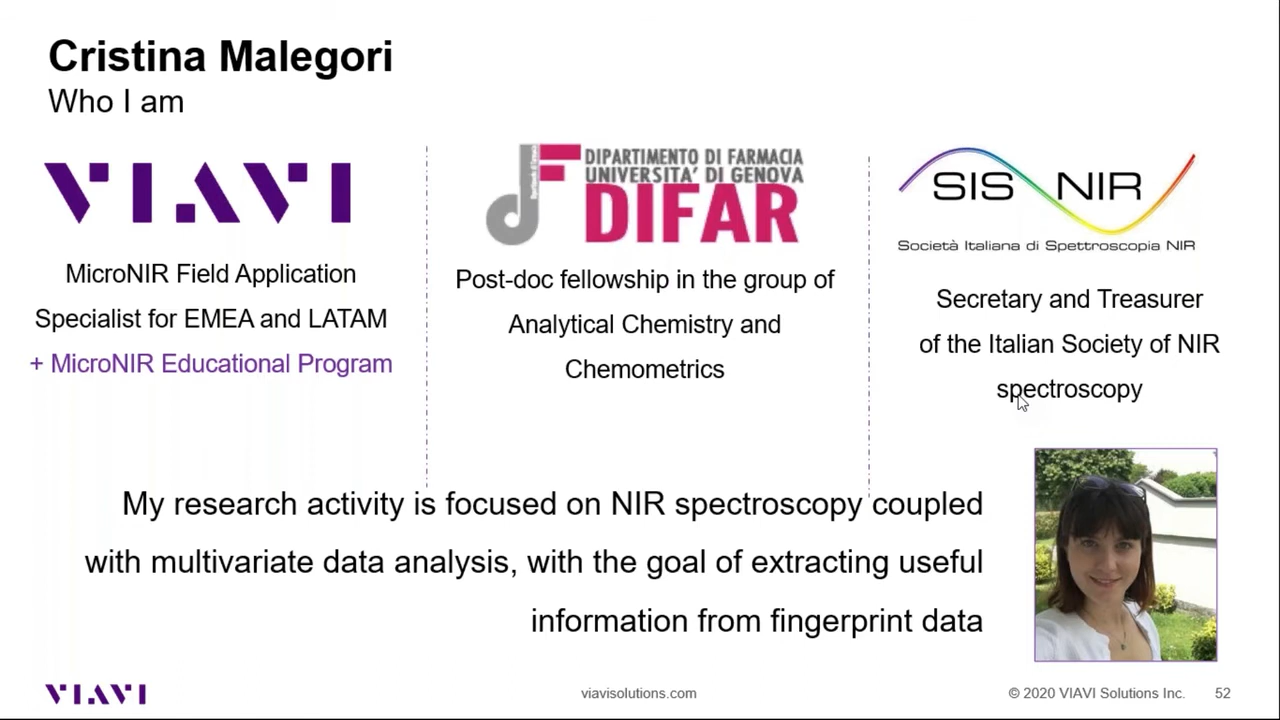 Cristina Malegori
Who I am
VIAVI
MicroNIR Field Application
Specialist for EMEA and LATAM
+ MicroNIR Educational Program
DIPARTIMENTO DI FARMACIA
UNIVERSITA' DI GENOVA
DIFAR
Post-doc fellowship in the group of
Analytical Chemistry and
Chemometrics
SIS NIR
Società Italiana di Spettroscopia NIR
Secretary and Treasurer
of the Italian Society of NIR
spectroscopy
My research activity is focused on NIR spectroscopy coupled
with multivariate data analysis, with the goal of extracting useful
information from fingerprint data
VIAVI
viavisolutions.com
© 2020 VIAVI Solutions Inc.
52